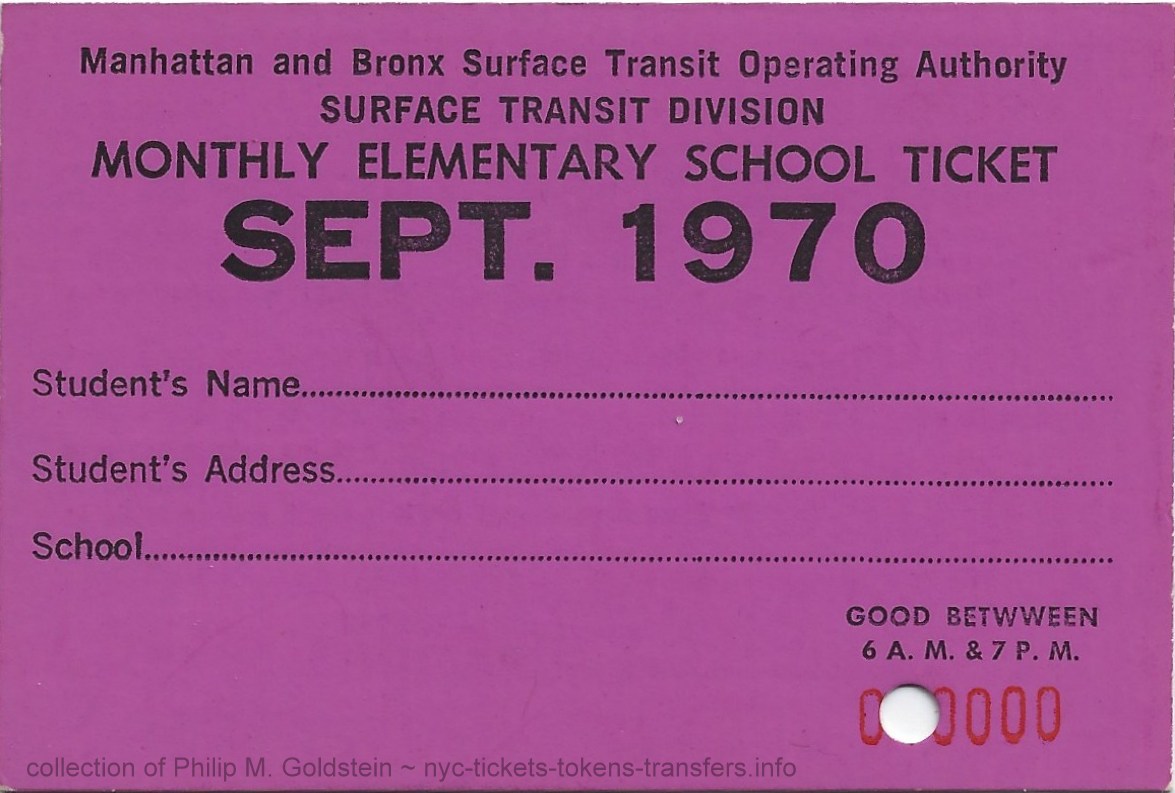 Manhattan and Bronx Surface Transit Operating Authority
SURFACE TRANSIT DIVISION
MONTHLY ELEMENTARY SCHOOL TICKET
SEPT. 1970
Student's Name
Student's Address
School
GOOD BETWWEEN
6 A. M. & 7 P. M.
collection of Philip M. Goldstein ~ nyc-tickets-tokens-transfers.info